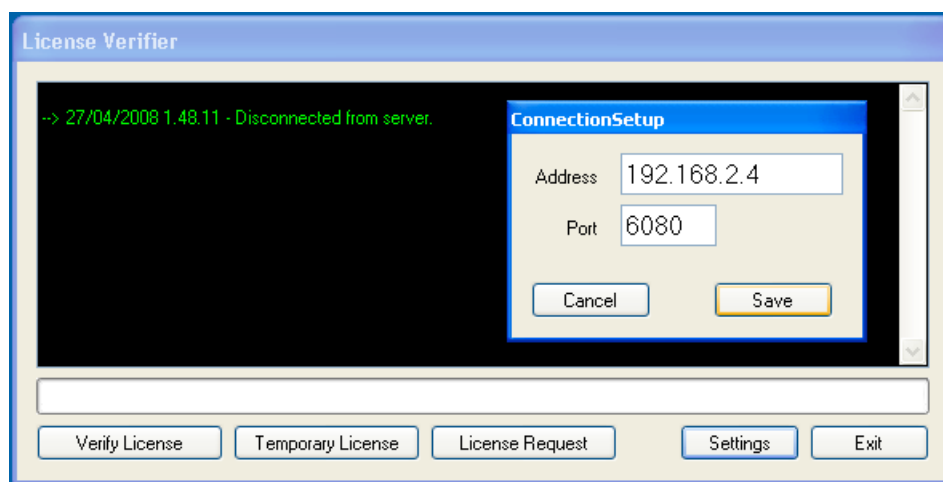 License Verifier
--> 27/04/2008 1.48.11 - Disconnected from server.
ConnectionSetup
Address 192.168.2.4
Port 6080
Cancel Save
Verify License Temporary License License Request Settings Exit